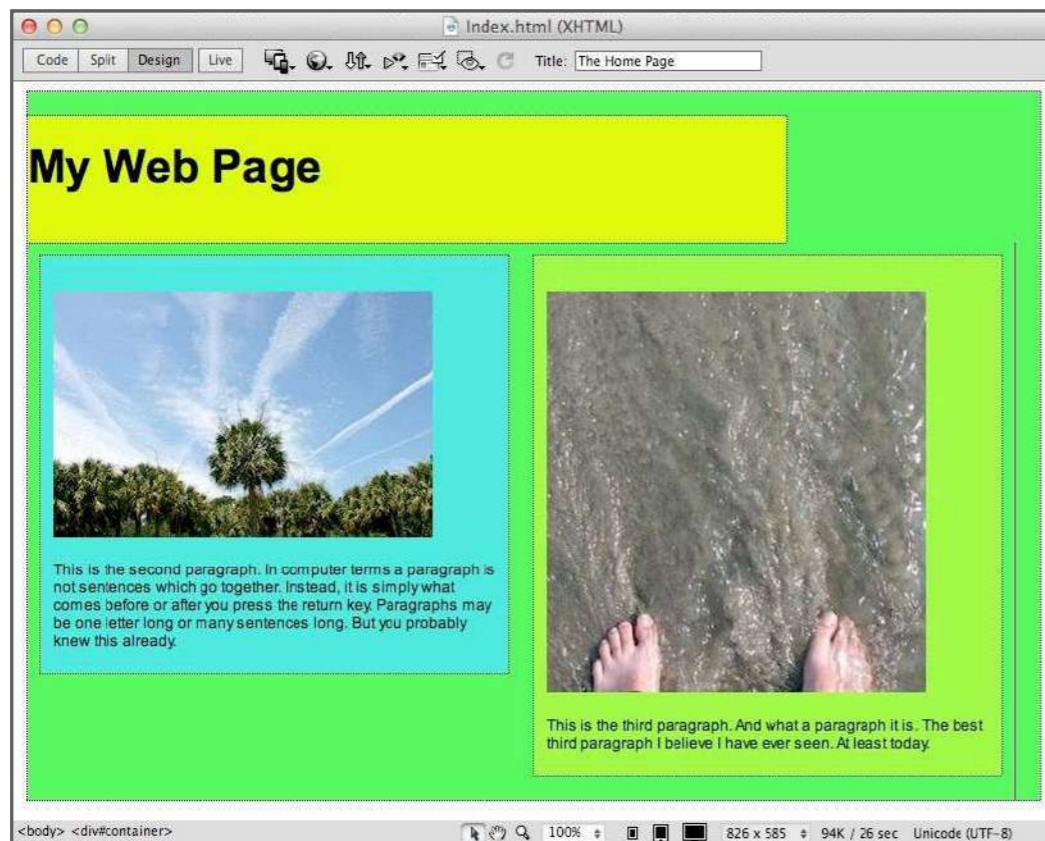 Index.html (XHTML)
Code Split Design Live Title: The Home Page
My Web Page
This is the second paragraph. In computer terms a paragraph is
not sentences which go together. Instead, it is simply what
comes before or after you press the return key. Paragraphs may
be one letter long or many sentences long. But you probably
knew this already.
This is the third paragraph. And what a paragraph it is. The best
third paragraph I believe I have ever seen. At least today.
<body> <div#container> 100% 826 x 585 94K / 26 sec Unicode (UTF-8)